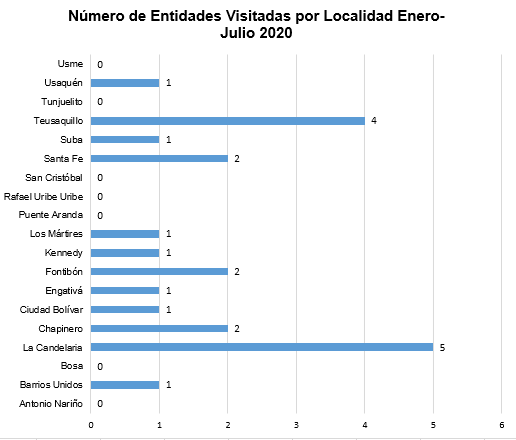 Número de Entidades Visitadas por Localidad Enero-
Julio 2020
Usme 0
Usaquén 1
Tunjuelito 0
Teusaquillo 4
Suba 1
Santa Fe 2
San Cristóbal 0
Rafael Uribe Uribe 0
Puente Aranda 0
Los Mártires 1
Kennedy 1
Fontibón 2
Engativá 1
Ciudad Bolívar 1
Chapinero 2
La Candelaria 5
Bosa 0
Barrios Unidos 1
Antonio Nariño 0
0 1 2 3 4 5 6